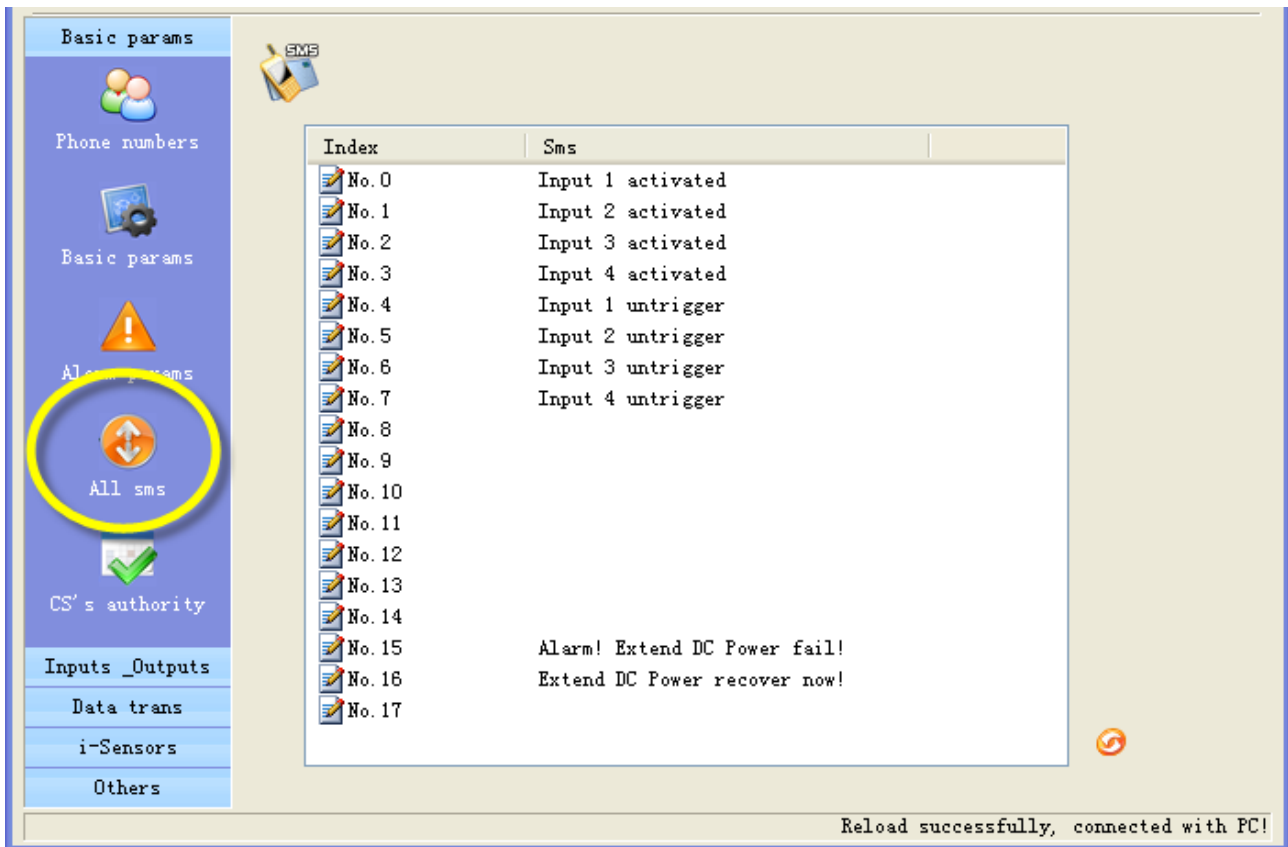 Basic params
SMS
Phone numbers
Basic params
Alarm params
All sms
CS's authority
Inputs _Outputs
Data trans
i-Sensors
Others
Index Sms
No. 0 Input 1 activated
No. 1 Input 2 activated
No. 2 Input 3 activated
No. 3 Input 4 activated
No. 4 Input 1 untrigger
No. 5 Input 2 untrigger
No. 6 Input 3 untrigger
No. 7 Input 4 untrigger
No. 8
No. 9
No. 10
No. 11
No. 12
No. 13
No. 14
No. 15 Alarm! Extend DC Power fail!
No. 16 Extend DC Power recover now!
No. 17
Reload successfully, connected with PC!